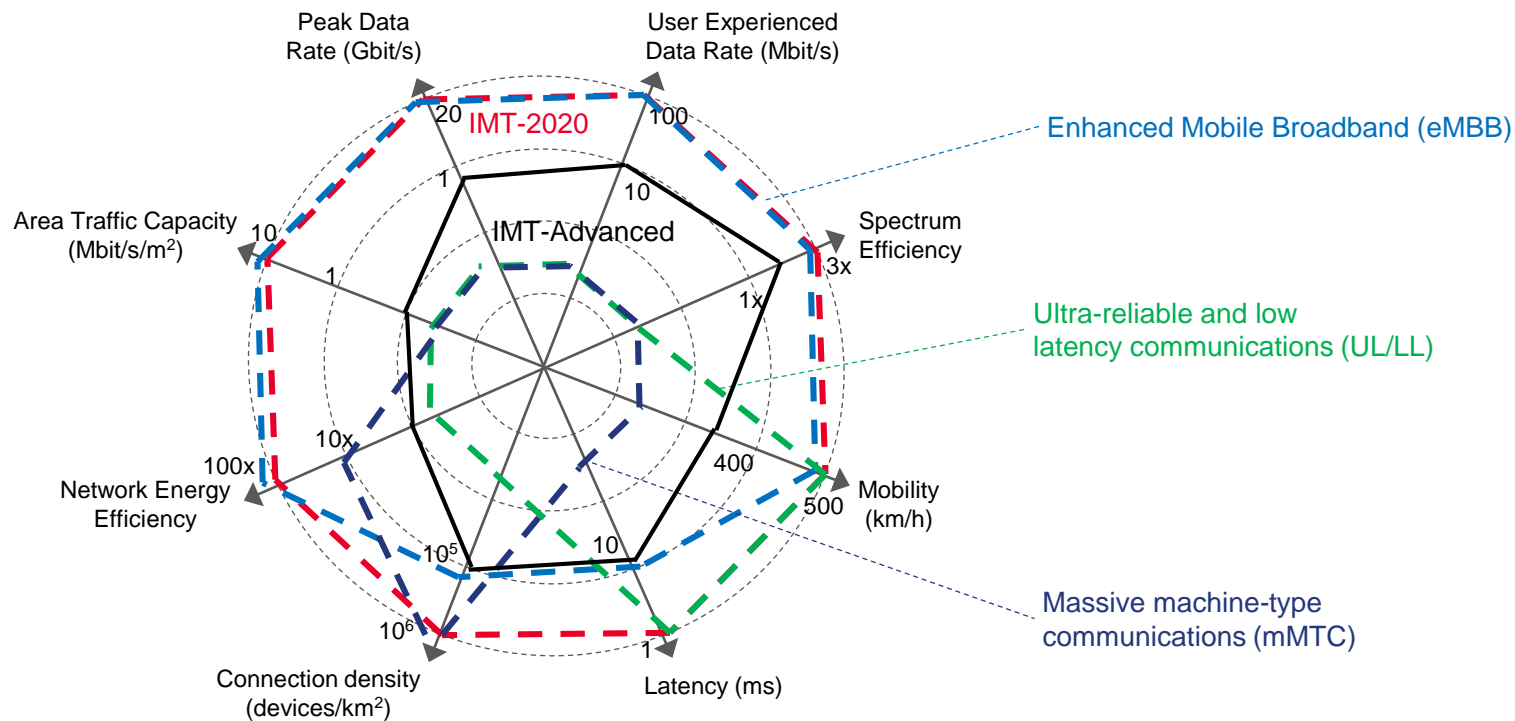 Peak Data
Rate (Gbit/s)
User Experienced
Data Rate (Mbit/s)
20
IMT-2020
100
Enhanced Mobile Broadband (eMBB)
1
10
Area Traffic Capacity
(Mbit/s/m²)
10
IMT-Advanced
Spectrum
Efficiency
3x
1
1x
Ultra-reliable and low
latency communications (UL/LL)
100x
10x
400
Network Energy
Efficiency
500
Mobility
(km/h)
10⁵
10
Massive machine-type
communications (mMTC)
10⁶
1
Connection density
(devices/km²)
Latency (ms)